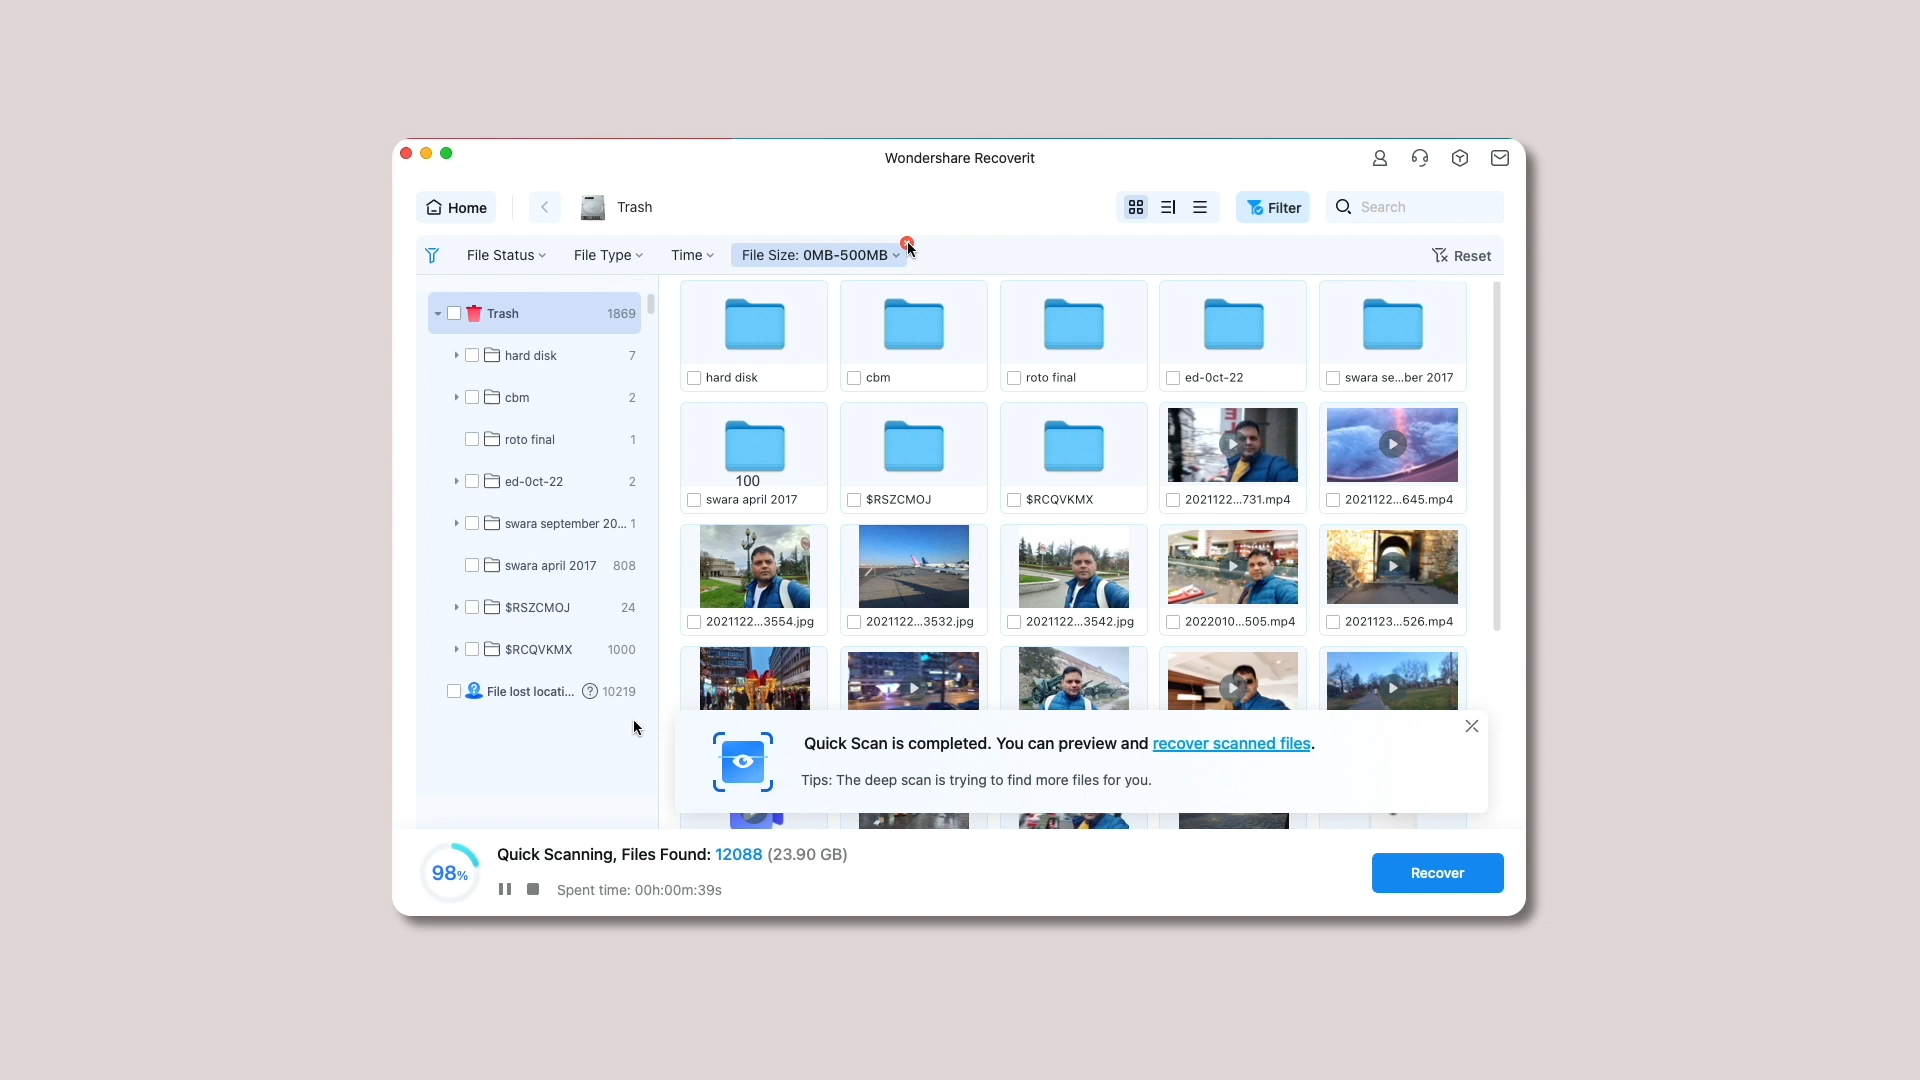 Wondershare Recoverit
Home
Trash
Filter
Search
File Status
File Type
Time
File Size: 0MB-500MB
Reset
Trash 1869
hard disk 7
cbm 2
roto final 1
ed-0ct-22 2
swara september 20... 1
swara april 2017 808
$RSZCMOJ 24
$RCQVKMX 1000
File lost locati... ? 10219
hard disk
cbm
roto final
ed-0ct-22
swara se...ber 2017
100
swara april 2017
$RSZCMOJ
$RCQVKMX
2021122...731.mp4
2021122...645.mp4
2021122...3554.jpg
2021122...3532.jpg
2021122...3542.jpg
2022010...505.mp4
2021123...526.mp4
Quick Scan is completed. You can preview and recover scanned files.
Tips: The deep scan is trying to find more files for you.
98%
Quick Scanning, Files Found: 12088 (23.90 GB)
Spent time: 00h:00m:39s
Recover